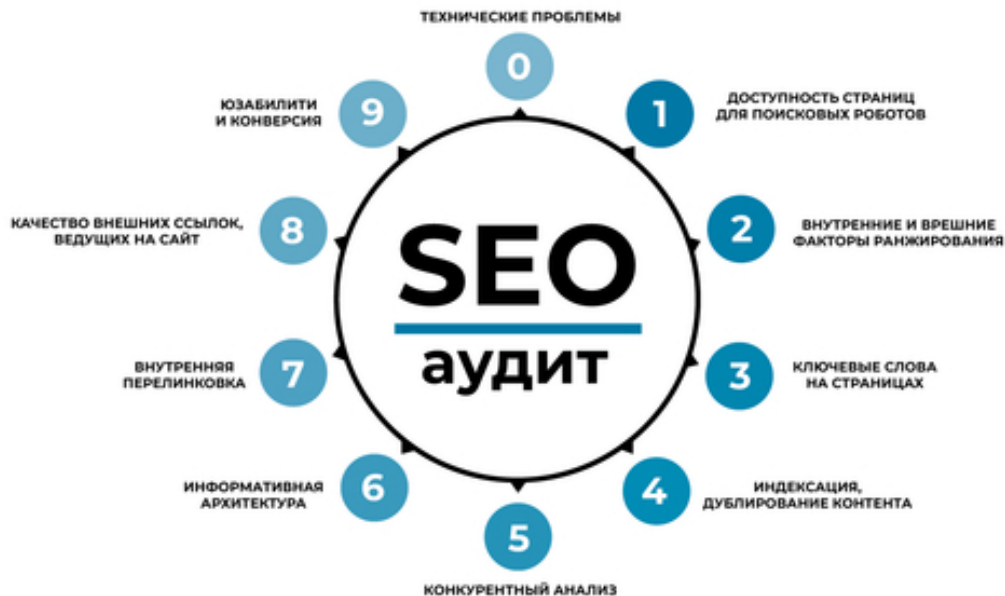 ТЕХНИЧЕСКИЕ ПРОБЛЕМЫ
0
1
ДОСТУПНОСТЬ СТРАНИЦ
ДЛЯ ПОИСКОВЫХ РОБОТОВ
2
ВНУТРЕННИЕ И ВРЕШНИЕ
ФАКТОРЫ РАНЖИРОВАНИЯ
3
КЛЮЧЕВЫЕ СЛОВА
НА СТРАНИЦАХ
4
ИНДЕКСАЦИЯ,
ДУБЛИРОВАНИЕ КОНТЕНТА
5
КОНКУРЕНТНЫЙ АНАЛИЗ
6
ИНФОРМАТИВНАЯ
АРХИТЕКТУРА
7
ВНУТРЕННЯЯ
ПЕРЕЛИНКОВКА
8
КАЧЕСТВО ВНЕШНИХ ССЫЛОК,
ВЕДУЩИХ НА САЙТ
9
ЮЗАБИЛИТИ
И КОНВЕРСИЯ
SEO
аудит